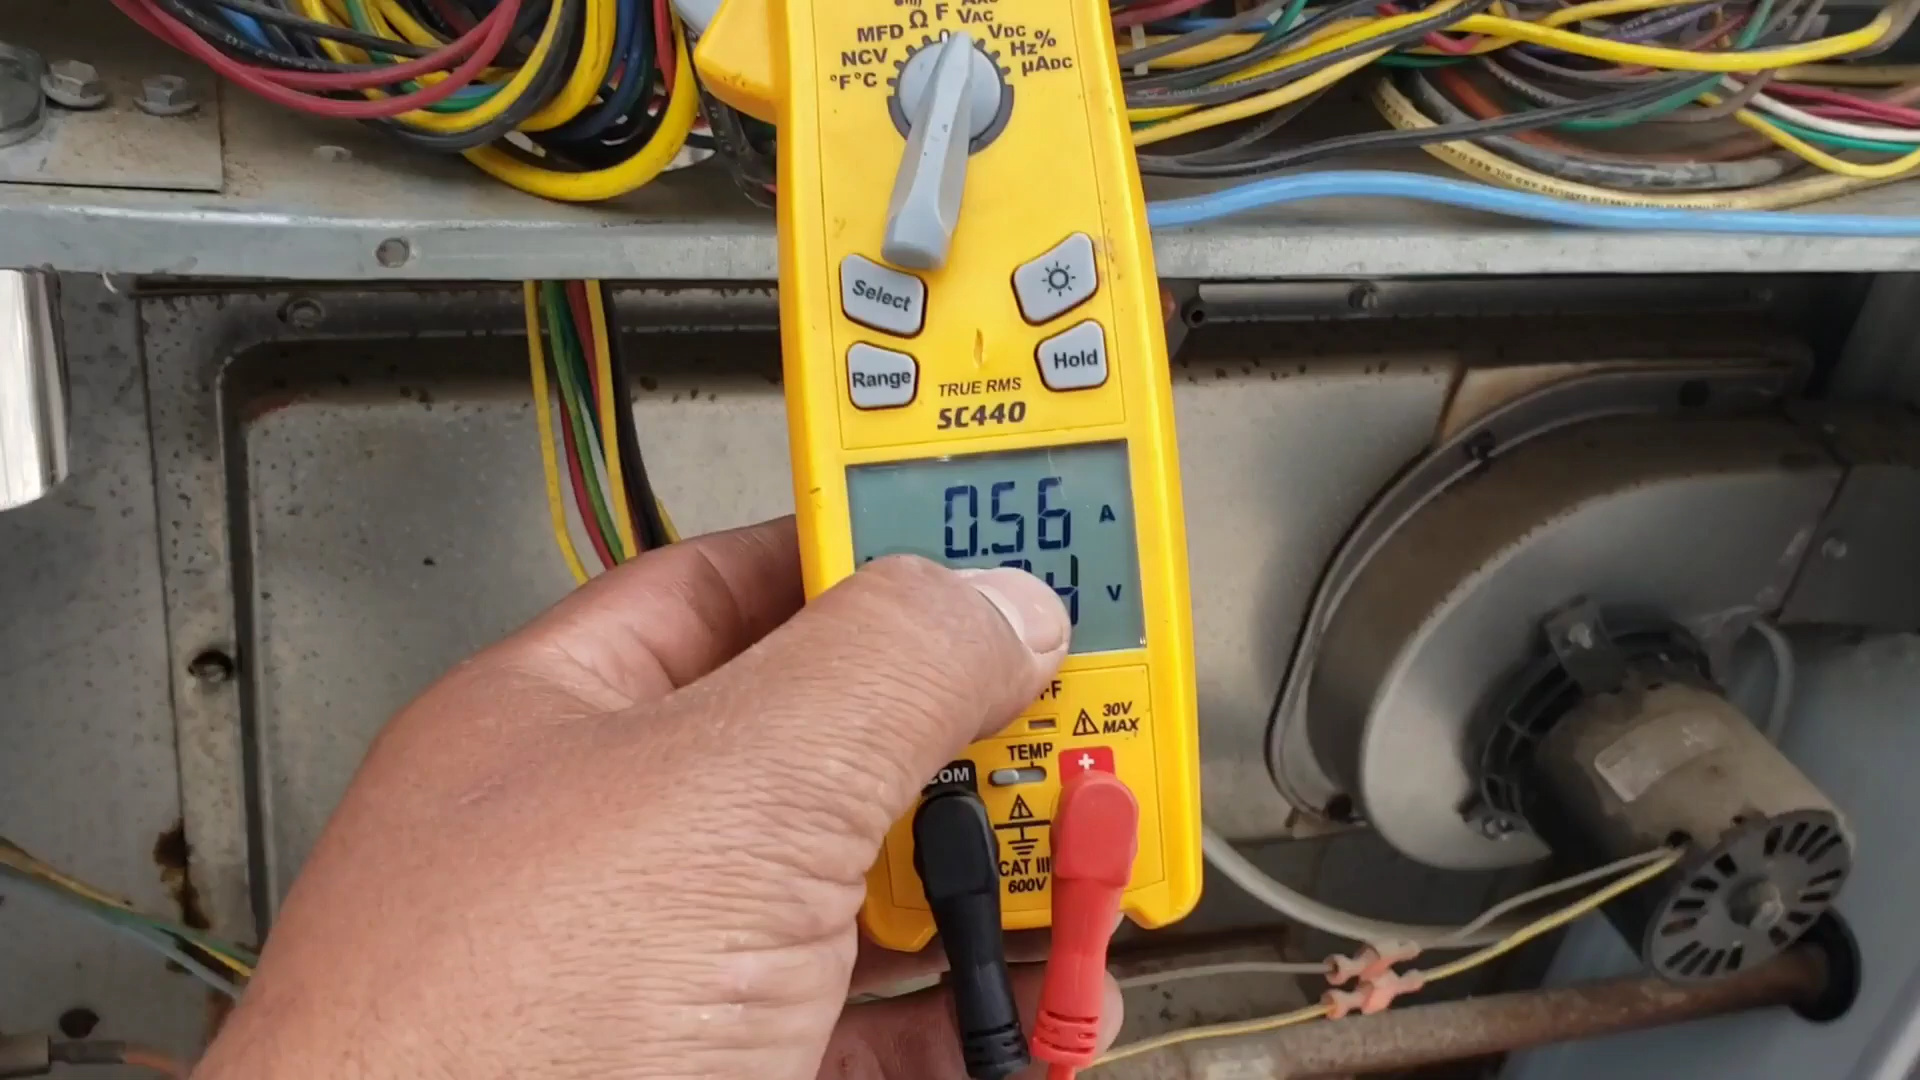 Ω F
VAC
MFD
VDC
NCV
Hz%
°F°C
µADC
Select
Range
Hold
TRUE RMS
SC440
0.56 A
V
30V
MAX
TEMP
COM
+
CAT III
600V